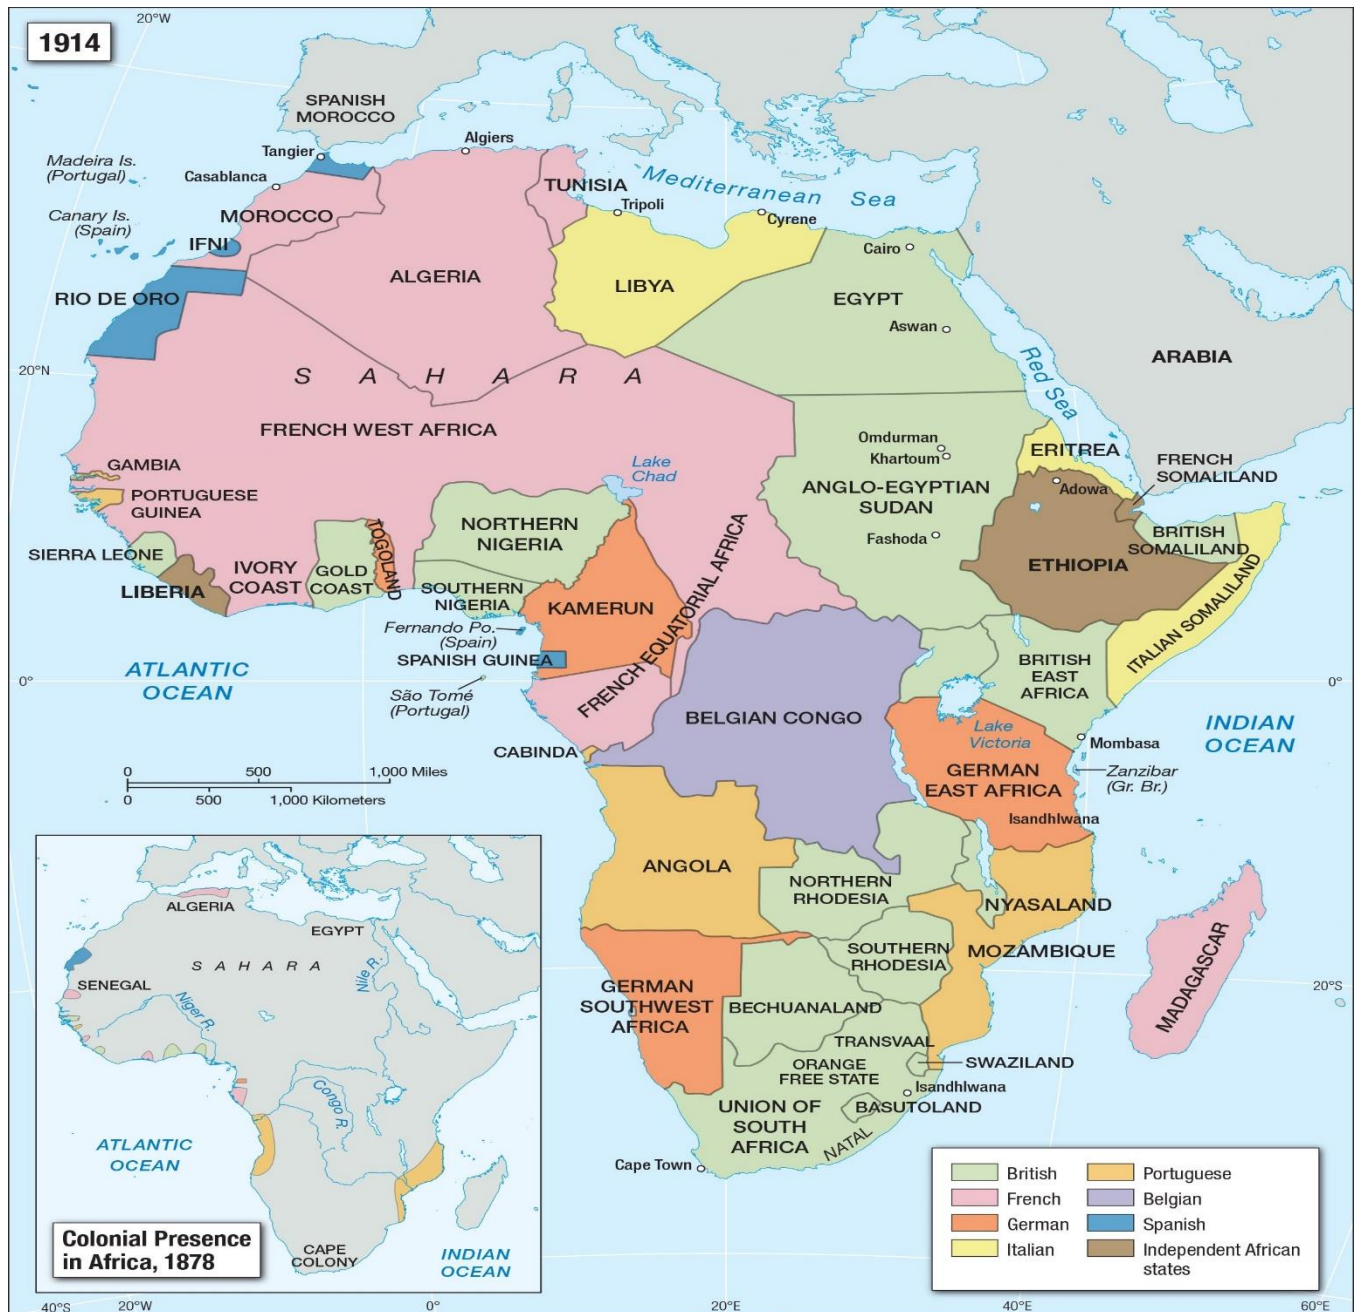 20°W
1914
SPANISH
MOROCCO
Tangier
Algiers
Madeira Is.
(Portugal)
Casablanca
TUNISIA
Mediterranean Sea
Tripoli
Cyrene
Canary Is.
(Spain)
MOROCCO
IFNI
Cairo
RIO DE ORO
ALGERIA
LIBYA
EGYPT
Aswan
Red Sea
ARABIA
20°N
SAHARA
FRENCH WEST AFRICA
Omdurman
Khartoum
ERITREA
FRENCH
SOMALILAND
GAMBIA
Lake
Chad
Adowa
PORTUGUESE
GUINEA
ANGLO-EGYPTIAN
SUDAN
NORTHERN
NIGERIA
TOGOLAND
Fashoda
BRITISH
SOMALILAND
SIERRA LEONE
IVORY
COAST
GOLD
COAST
LIBERIA
ETHIOPIA
SOUTHERN
NIGERIA
KAMERUN
FRENCH EQUATORIAL AFRICA
ITALIAN SOMALILAND
Fernando Po.
(Spain)
SPANISH GUINEA
ATLANTIC
OCEAN
BRITISH
EAST
AFRICA
0°
0°
São Tomé
(Portugal)
BELGIAN CONGO
Lake
Victoria
INDIAN
OCEAN
CABINDA
Mombasa
0 500 1,000 Miles
0 500 1,000 Kilometers
GERMAN
EAST AFRICA
Zanzibar
(Gr. Br.)
Isandhlwana
ANGOLA
NORTHERN
RHODESIA
NYASALAND
MOZAMBIQUE
SOUTHERN
RHODESIA
MADAGASCAR
GERMAN
SOUTHWEST
AFRICA
20°S
BECHUANALAND
TRANSVAAL
SWAZILAND
ORANGE
FREE STATE
Isandhlwana
UNION OF
SOUTH
AFRICA
BASUTOLAND
NATAL
Cape Town
ALGERIA
EGYPT
SAHARA
Nile R.
SENEGAL
Niger R.
Congo R.
ATLANTIC
OCEAN
Colonial Presence
in Africa, 1878
CAPE
COLONY
INDIAN
OCEAN
British
French
German
Italian
Portuguese
Belgian
Spanish
Independent African
states
40°S
20°W
0°
20°E
40°E
60°E